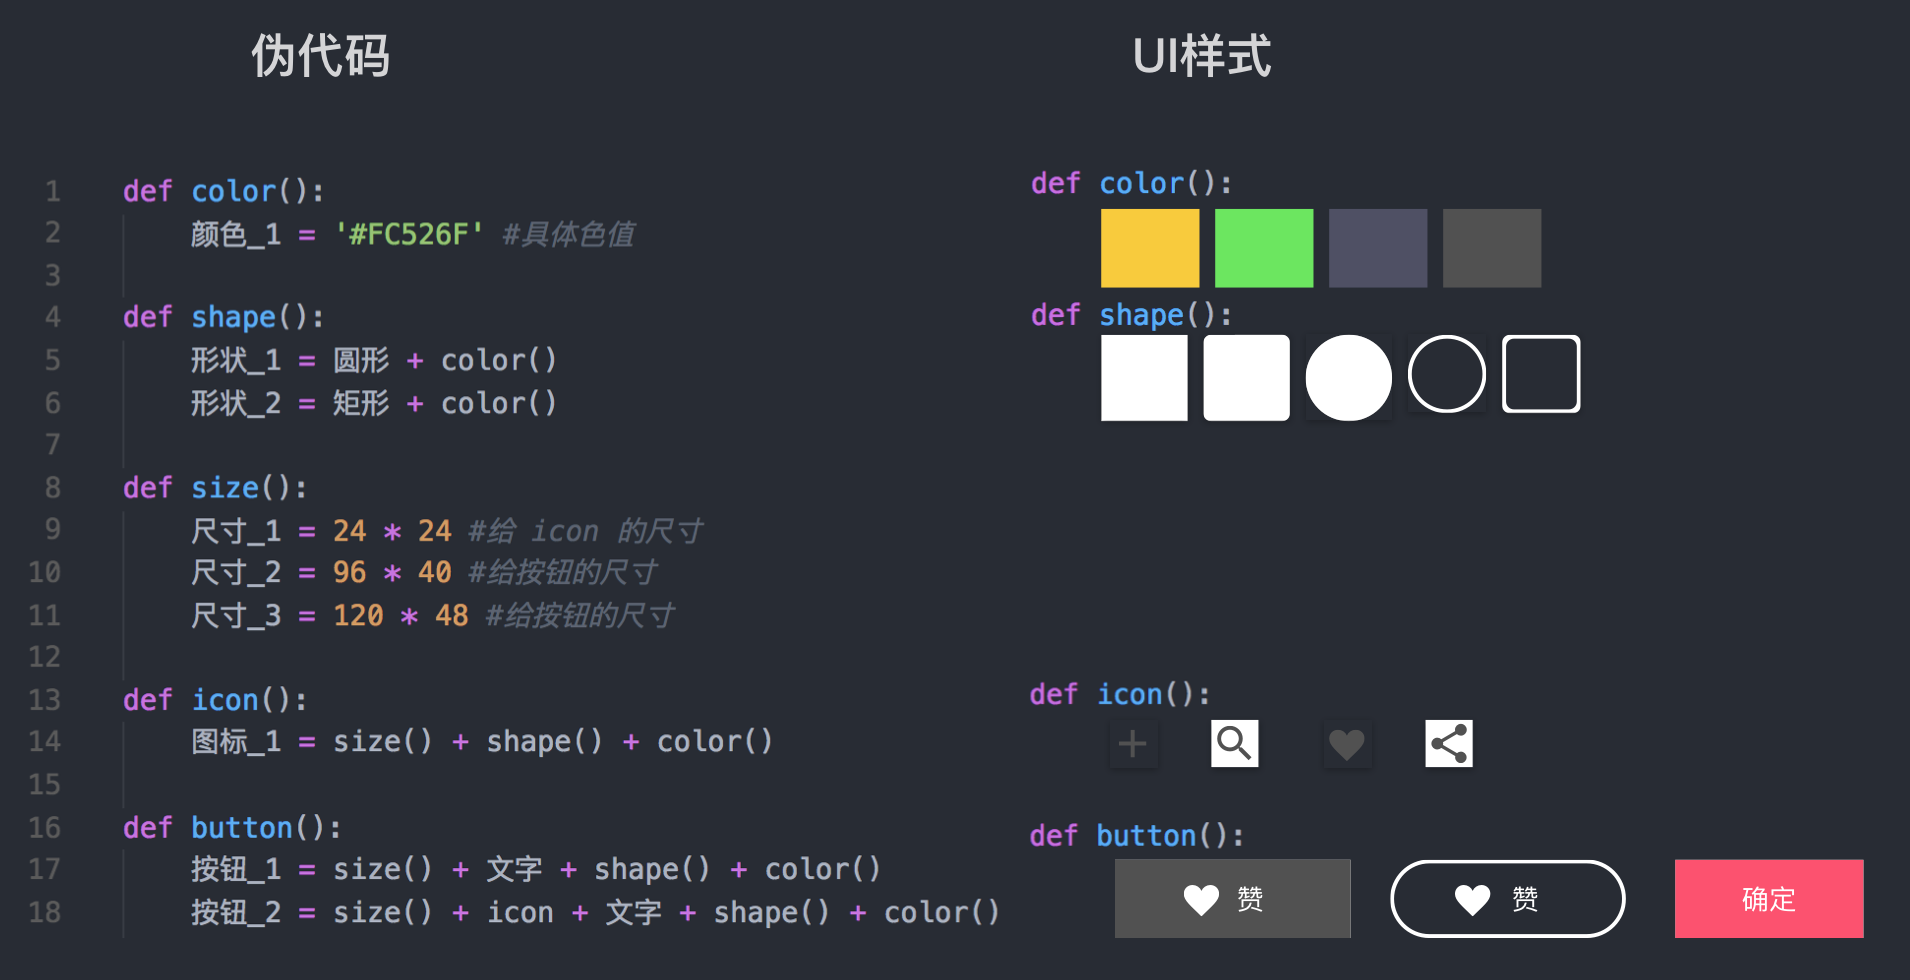 伪代码
1 def color():
2 颜色_1 = '#FC526F' #具体色值
3
4 def shape():
5 形状_1 = 圆形 + color()
6 形状_2 = 矩形 + color()
7
8 def size():
9 尺寸_1 = 24 * 24 #给 icon 的尺寸
10 尺寸_2 = 96 * 40 #给按钮的尺寸
11 尺寸_3 = 120 * 48 #给按钮的尺寸
12
13 def icon():
14 图标_1 = size() + shape() + color()
15
16 def button():
17 按钮_1 = size() + 文字 + shape() + color()
18 按钮_2 = size() + icon + 文字 + shape() + color()
UI样式
def color():
def shape():
def icon():
def button():
赞
赞
确定